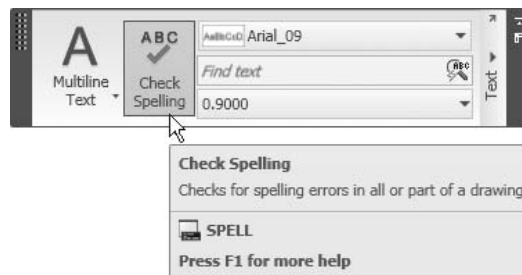 A
Multiline
Text
ABC
Check
Spelling
AaBbCcD Arial_09
Find text
ABC
0.9000
Text
Check Spelling
Checks for spelling errors in all or part of a drawing
SPELL
Press F1 for more help